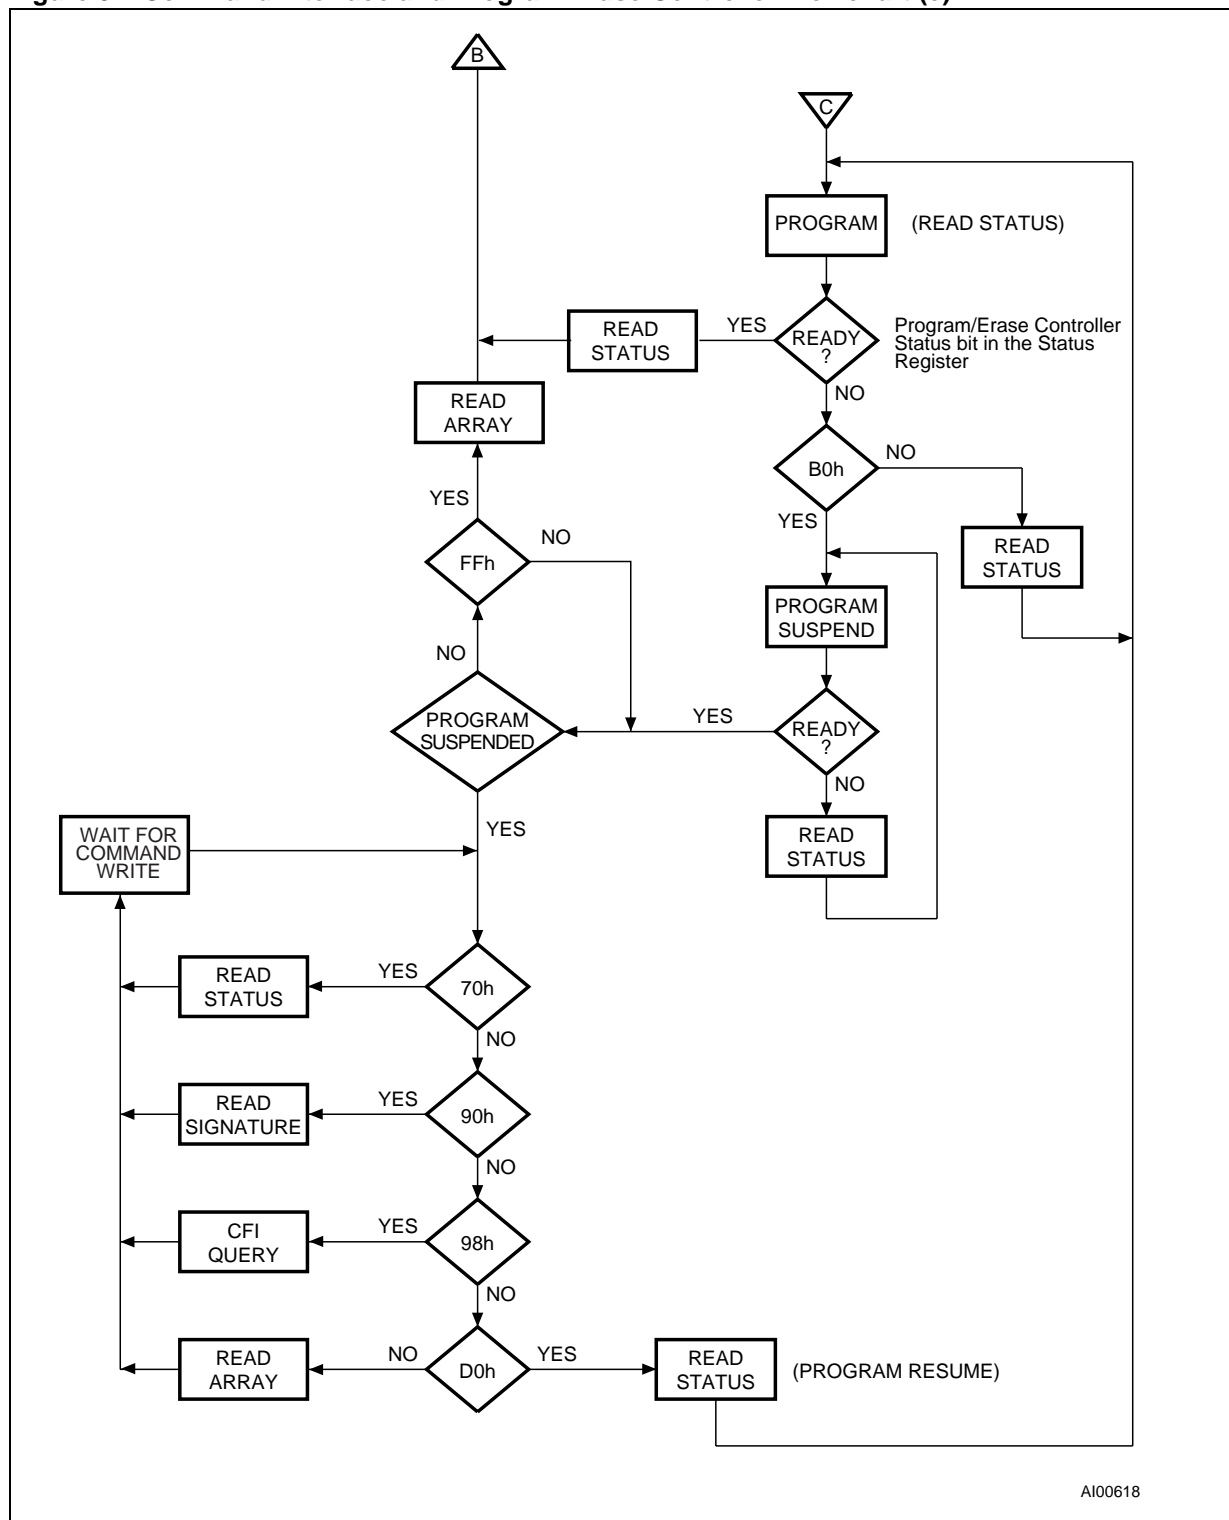 B
C
PROGRAM
(READ STATUS)
READ
STATUS
YES
READY
?
Program/Erase Controller
Status bit in the Status
Register
NO
READ
ARRAY
B0h
NO
YES
YES
FFh
NO
READ
STATUS
PROGRAM
SUSPEND
NO
PROGRAM
SUSPENDED
YES
READY
?
NO
YES
WAIT FOR
COMMAND
WRITE
READ
STATUS
READ
STATUS
YES
70h
NO
READ
SIGNATURE
YES
90h
NO
CFI
QUERY
YES
98h
NO
READ
ARRAY
NO
D0h
YES
READ
STATUS
(PROGRAM RESUME)
AI00618